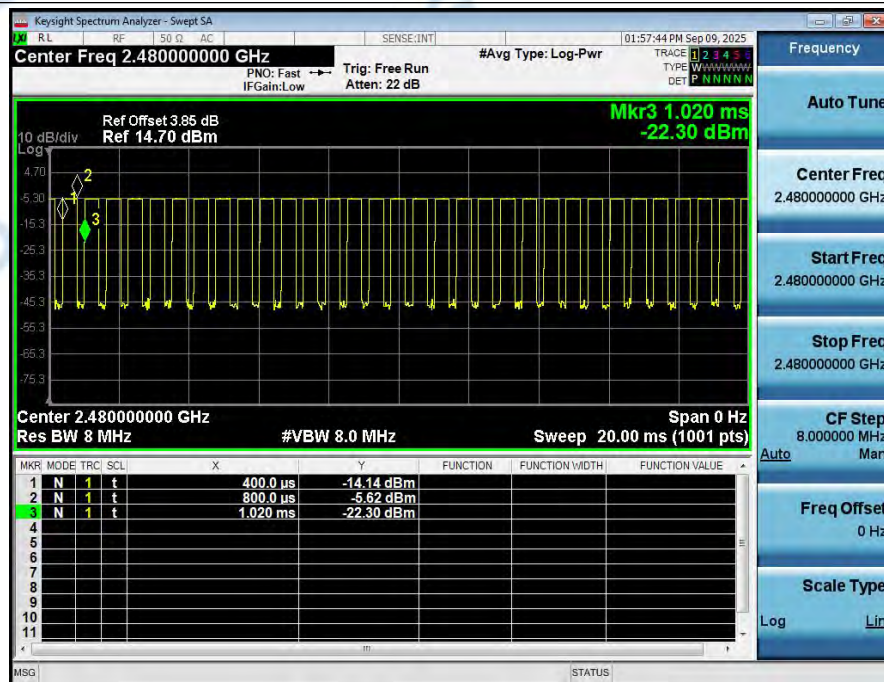 Keysight Spectrum Analyzer - Swept SA
LXI RL RF 50 Ω AC SENSE:INT 01:57:44 PM Sep 09, 2025
Center Freq 2.480000000 GHz #Avg Type: Log-Pwr TRACE 1 2 3 4 5 6
PNO: Fast Trig: Free Run TYPE WWWWWW
IFGain:Low Atten: 22 dB DET P N N N N N
Mkr3 1.020 ms
Ref Offset 3.85 dB
10 dB/div Ref 14.70 dBm -22.30 dBm
Log
4.70
-5.30
-15.3
-25.3
-35.3
-45.3
-55.3
-65.3
-75.3
1
2
3
Center 2.480000000 GHz Span 0 Hz
Res BW 8 MHz #VBW 8.0 MHz Sweep 20.00 ms (1001 pts)
MKR MODE TRC SCL X Y FUNCTION FUNCTION WIDTH FUNCTION VALUE
1 N 1 t 400.0 µs -14.14 dBm
2 N 1 t 800.0 µs -5.62 dBm
3 N 1 t 1.020 ms -22.30 dBm
4
5
6
7
8
9
10
11
MSG STATUS
Frequency
Auto Tune
Center Freq
2.480000000 GHz
Start Freq
2.480000000 GHz
Stop Freq
2.480000000 GHz
CF Step
8.000000 MHz
Auto Man
Freq Offset
0 Hz
Scale Type
Log Lin